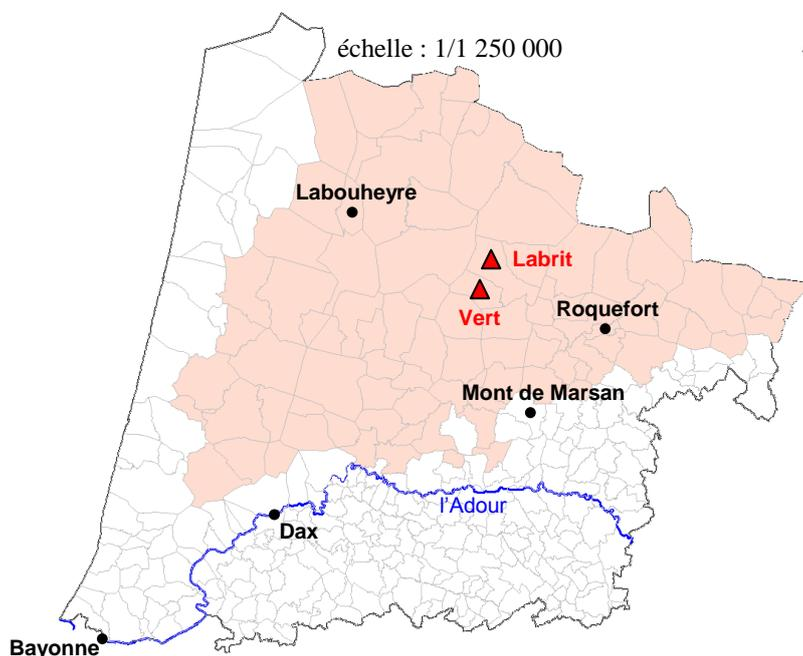 échelle : 1/1 250 000
Labouheyre
Labrit
Vert
Roquefort
Mont de Marsan
l'Adour
Dax
Bayonne